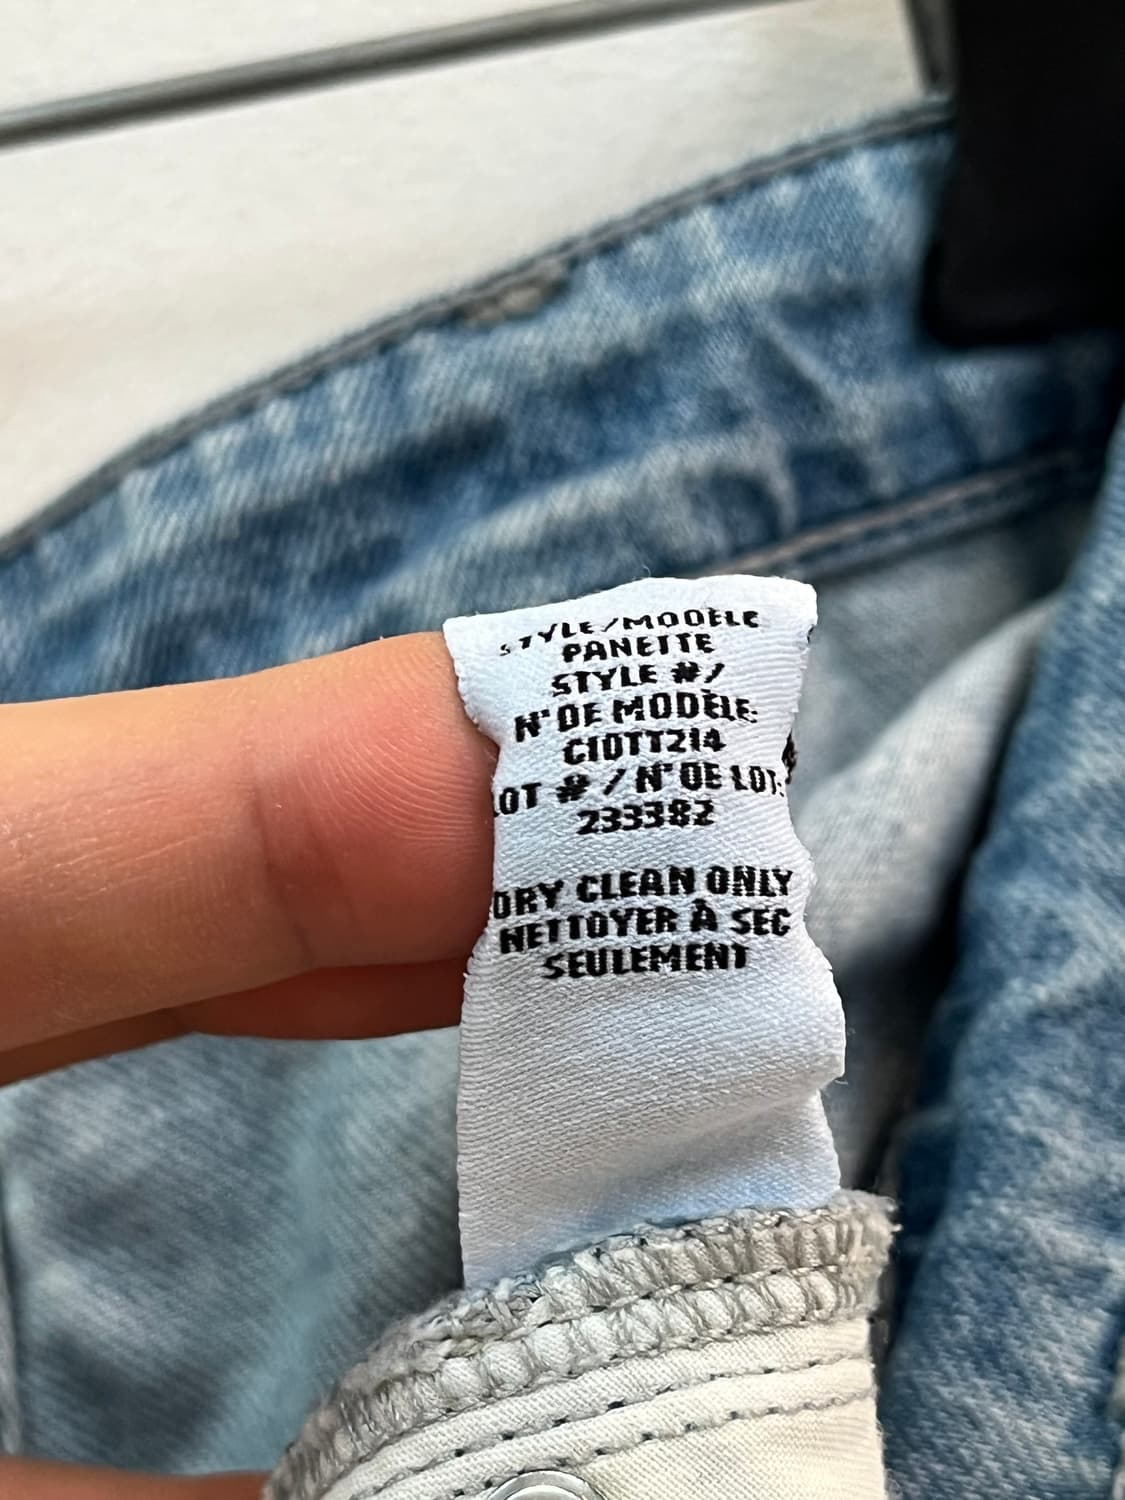 STYLE/MODÈLE
PANETTE
STYLE #/
N°DE MODÈLE:
C10TT214
LOT # / N°DE LOT:
233382
DRY CLEAN ONLY
NETTOYER À SEC
SEULEMENT